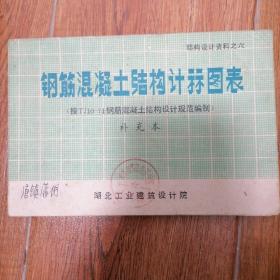 结构设计资料之六
钢筋混凝土结构计算图表
(按TJ10-74钢筋混凝土结构设计规范编制)
补充本
湖北工业建筑设计院